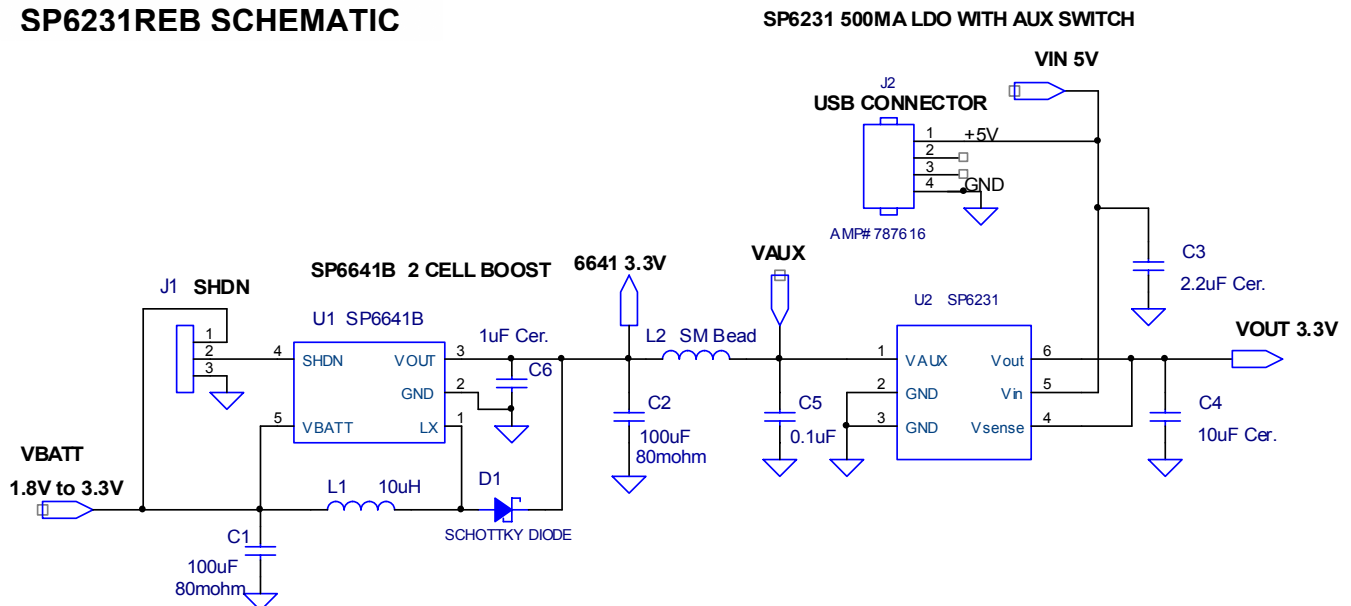 SP6231REB SCHEMATIC
SP6231 500MA LDO WITH AUX SWITCH
VIN 5V
J2
USB CONNECTOR
1
+5V
2
3
4
GND
AMP# 787616
C3
2.2uF Cer.
SP6641B 2 CELL BOOST
6641 3.3V
VAUX
J1 SHDN
U1 SP6641B
1uF Cer.
L2 SM Bead
U2 SP6231
VOUT 3.3V
1
2
3
4
SHDN
VOUT
3
C6
GND
2
5
VBATT
LX
1
C2
100uF
80mohm
C5
0.1uF
1
VAUX
Vout
6
2
GND
Vin
5
3
GND
Vsense
4
C4
10uF Cer.
VBATT
1.8V to 3.3V
L1
10uH
D1
SCHOTTKY DIODE
C1
100uF
80mohm